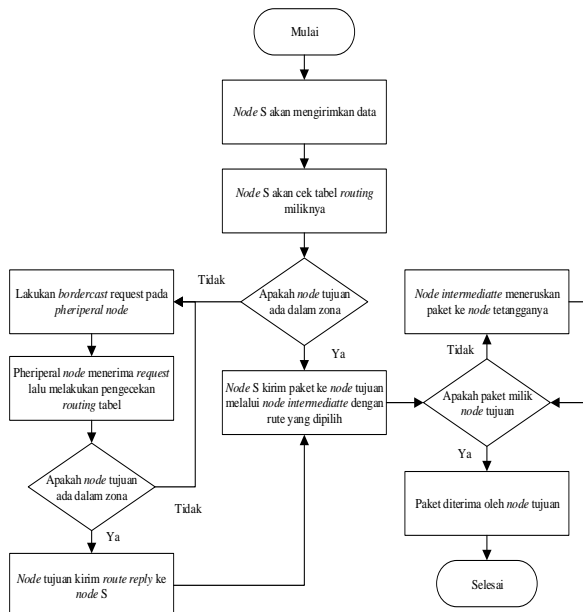 Mulai
Node S akan mengirimkan data
Node S akan cek tabel routing
miliknya
Apakah node tujuan
ada dalam zona
Tidak
Ya
Lakukan bordercast request pada
pheriperal node
Pheriperal node menerima request
lalu melakukan pengecekan
routing tabel
Apakah node tujuan
ada dalam zona
Tidak
Ya
Node tujuan kirim route reply ke
node S
Node S kirim paket ke node tujuan
melalui node intermediatte dengan
rute yang dipilih
Node intermediatte meneruskan
paket ke node tetangganya
Tidak
Apakah paket milik
node tujuan
Ya
Paket diterima oleh node tujuan
Selesai